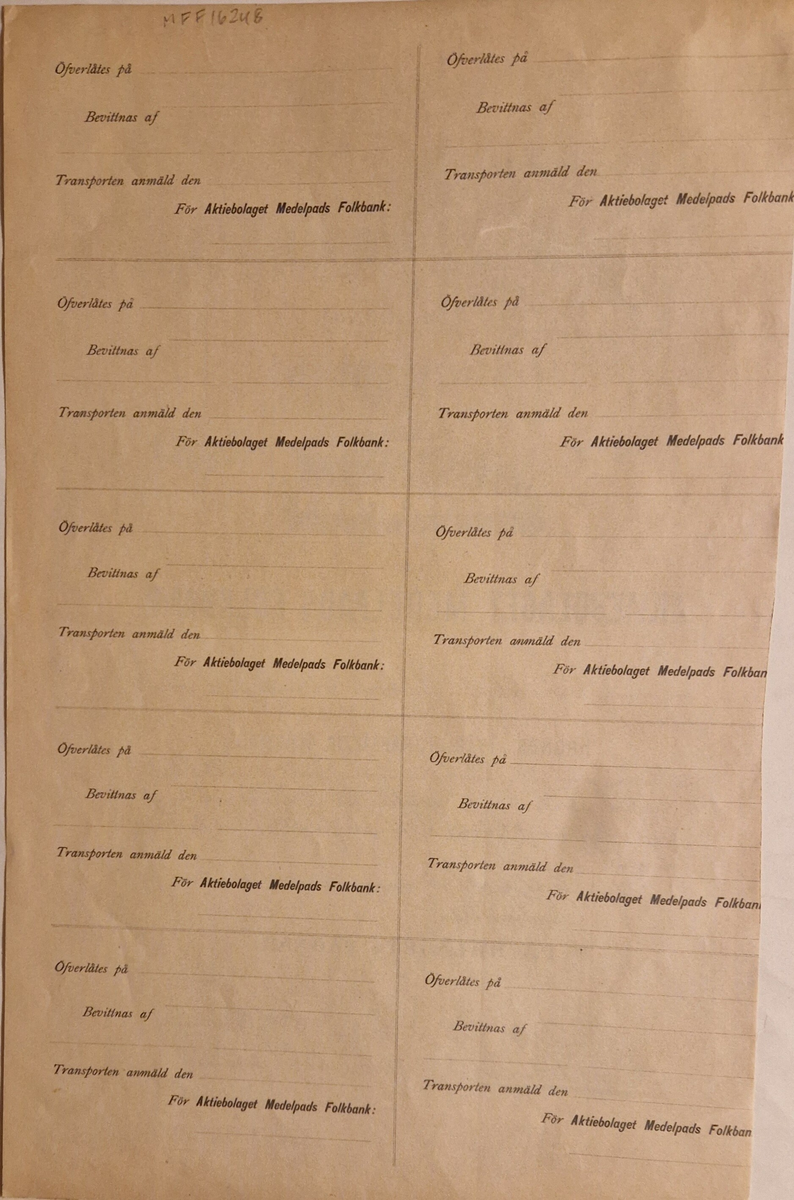 MFF16248
Öfverlåtes på
Bevittnas af
Transporten anmäld den
För Aktiebolaget Medelpads Folkbank:
Öfverlåtes på
Bevittnas af
Transporten anmäld den
För Aktiebolaget Medelpads Folkbank:
Öfverlåtes på
Bevittnas af
Transporten anmäld den
För Aktiebolaget Medelpads Folkbank:
Öfverlåtes på
Bevittnas af
Transporten anmäld den
För Aktiebolaget Medelpads Folkbank:
Öfverlåtes på
Bevittnas af
Transporten anmäld den
För Aktiebolaget Medelpads Folkbank:
Öfverlåtes på
Bevittnas af
Transporten anmäld den
För Aktiebolaget Medelpads Folkbank
Öfverlåtes på
Bevittnas af
Transporten anmäld den
För Aktiebolaget Medelpads Folkbank
Öfverlåtes på
Bevittnas af
Transporten anmäld den
För Aktiebolaget Medelpads Folkban
Öfverlåtes på
Bevittnas af
Transporten anmäld den
För Aktiebolaget Medelpads Folkban
Öfverlåtes på
Bevittnas af
Transporten anmäld den
För Aktiebolaget Medelpads Folkban